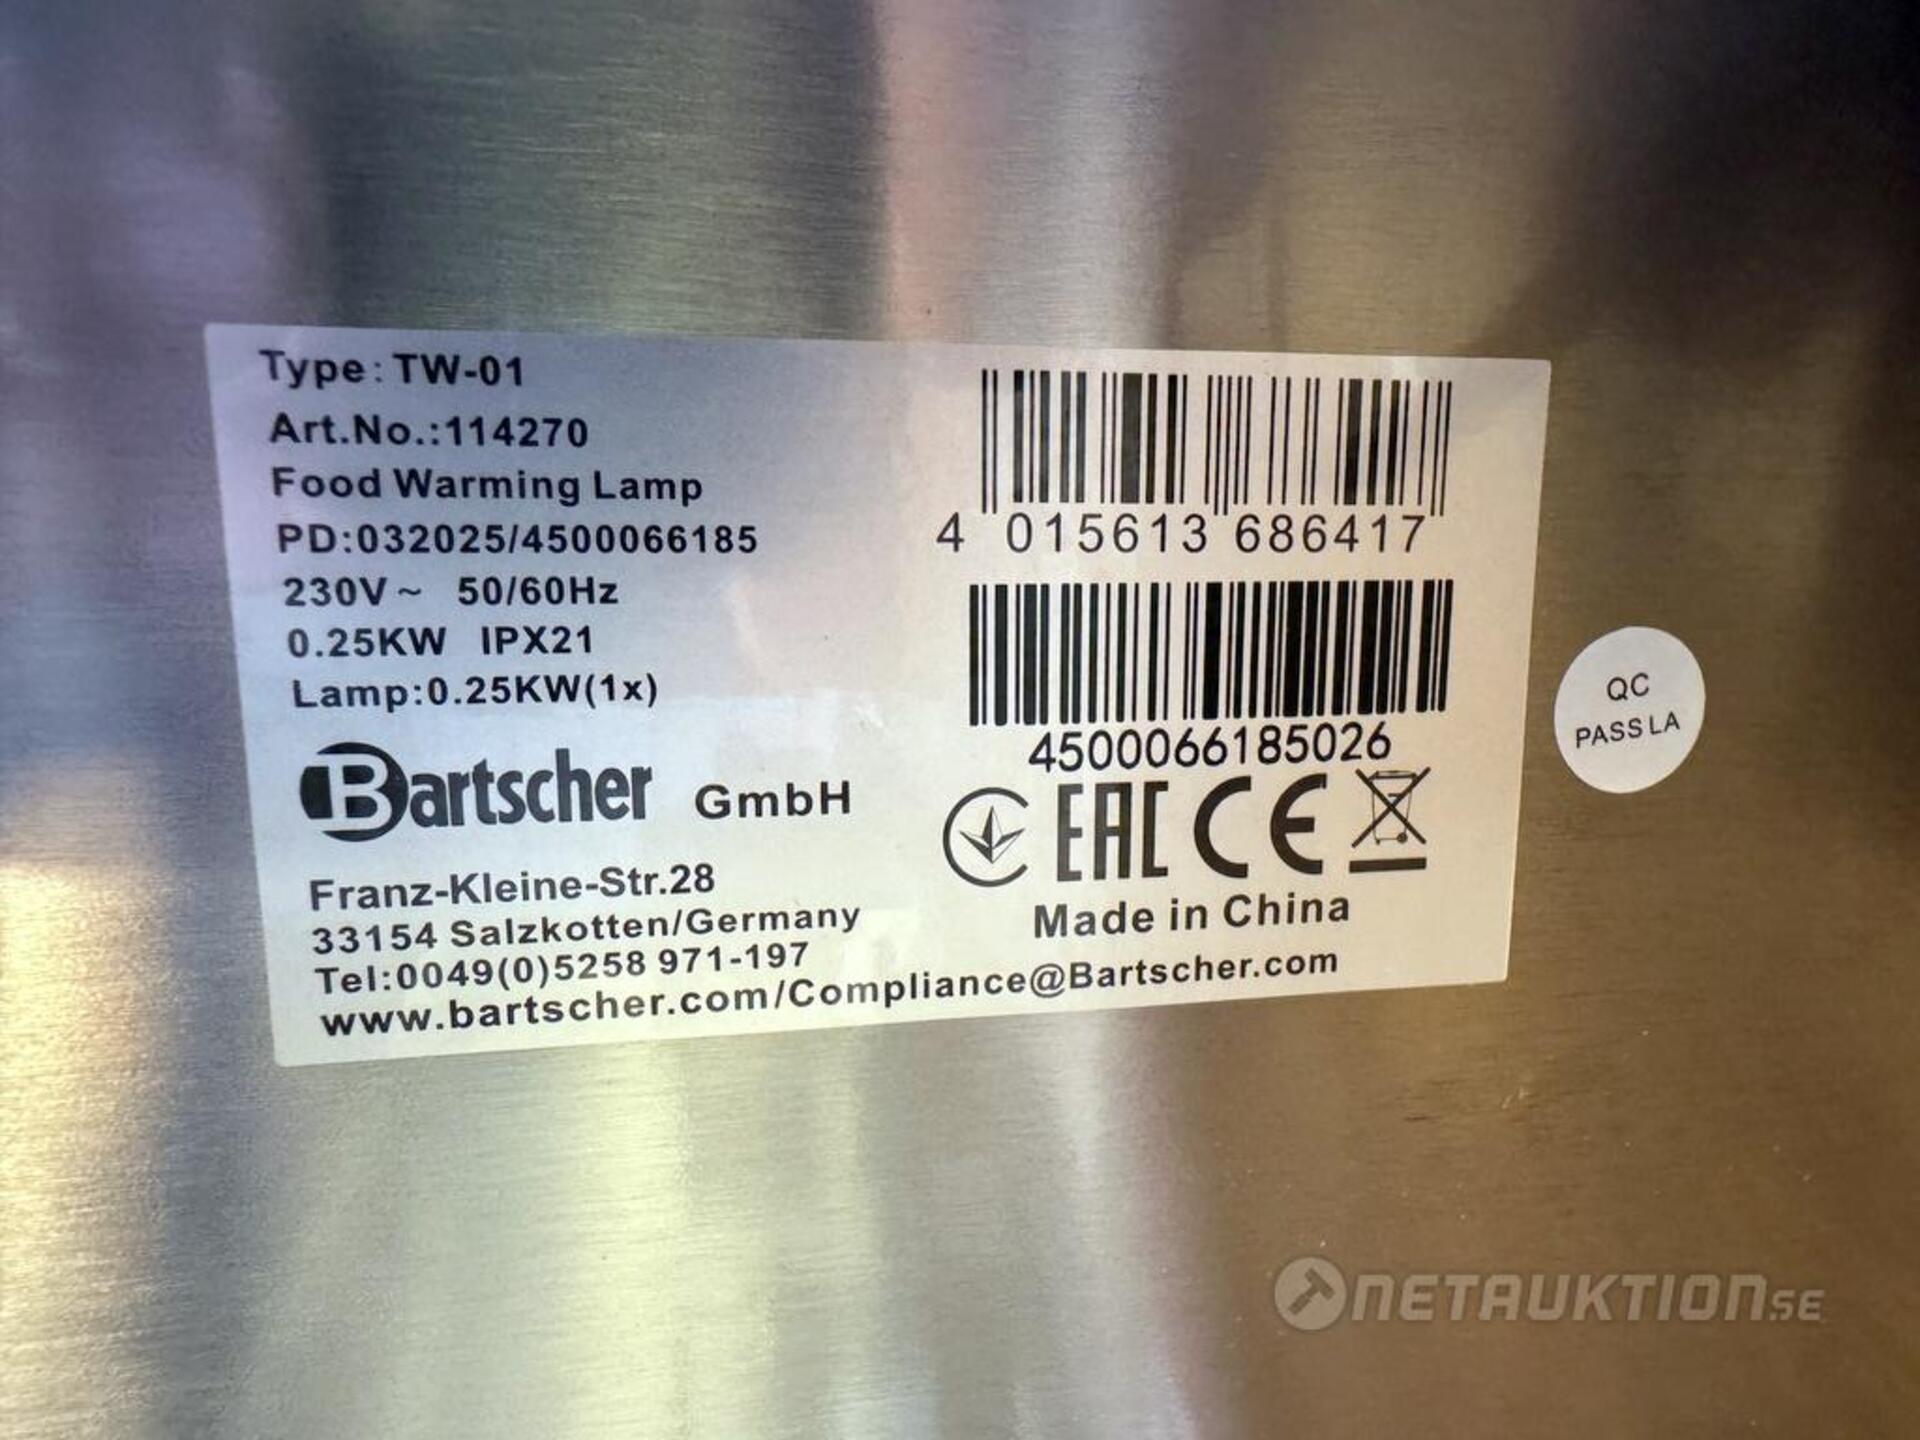 Type: TW-01
Art.No.:114270
Food Warming Lamp
PD:032025/4500066185
230V~ 50/60Hz
0.25KW IPX21
Lamp:0.25KW(1x)
Bartscher GmbH
Franz-Kleine-Str.28
33154 Salzkotten/Germany
Tel:0049(0)5258 971-197
www.bartscher.com/Compliance@Bartscher.com
4 015613 686417
4500066185026
EAC CE
Made in China
QC
PASS LA
NETAUKTION.SE